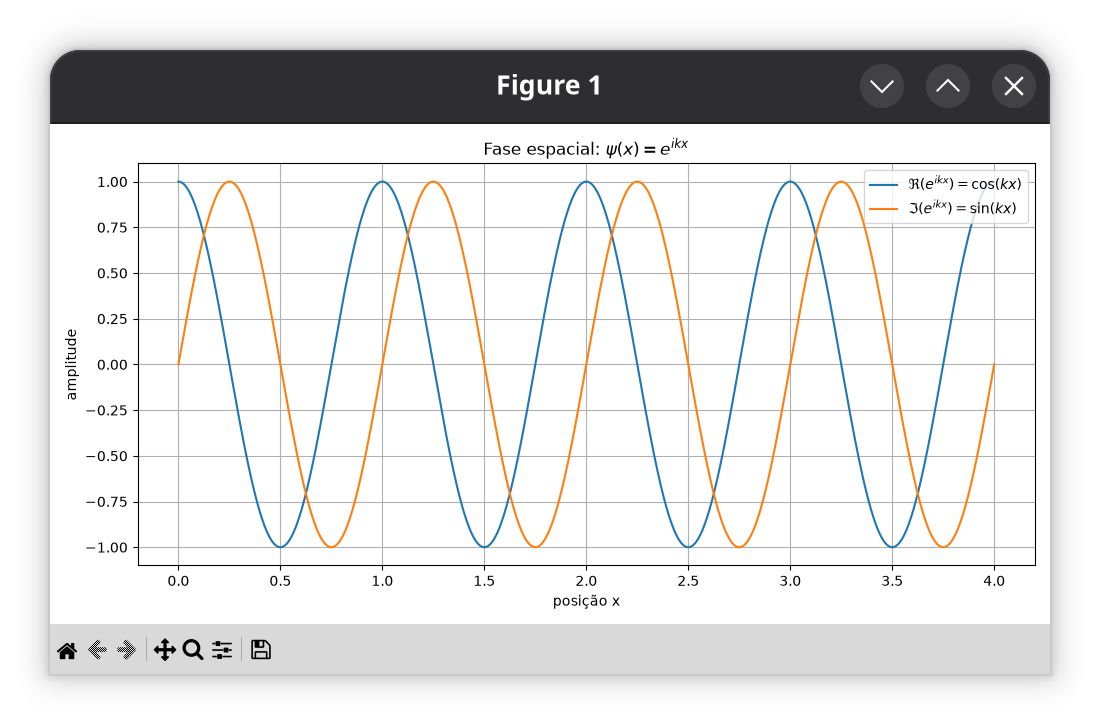 Figure 1
Fase espacial: ψ(x) = e^{ikx}
ℜ(e^{ikx}) = cos(kx)
ℑ(e^{ikx}) = sin(kx)
amplitude
1.00
0.75
0.50
0.25
0.00
−0.25
−0.50
−0.75
−1.00
0.0 0.5 1.0 1.5 2.0 2.5 3.0 3.5 4.0
posição x